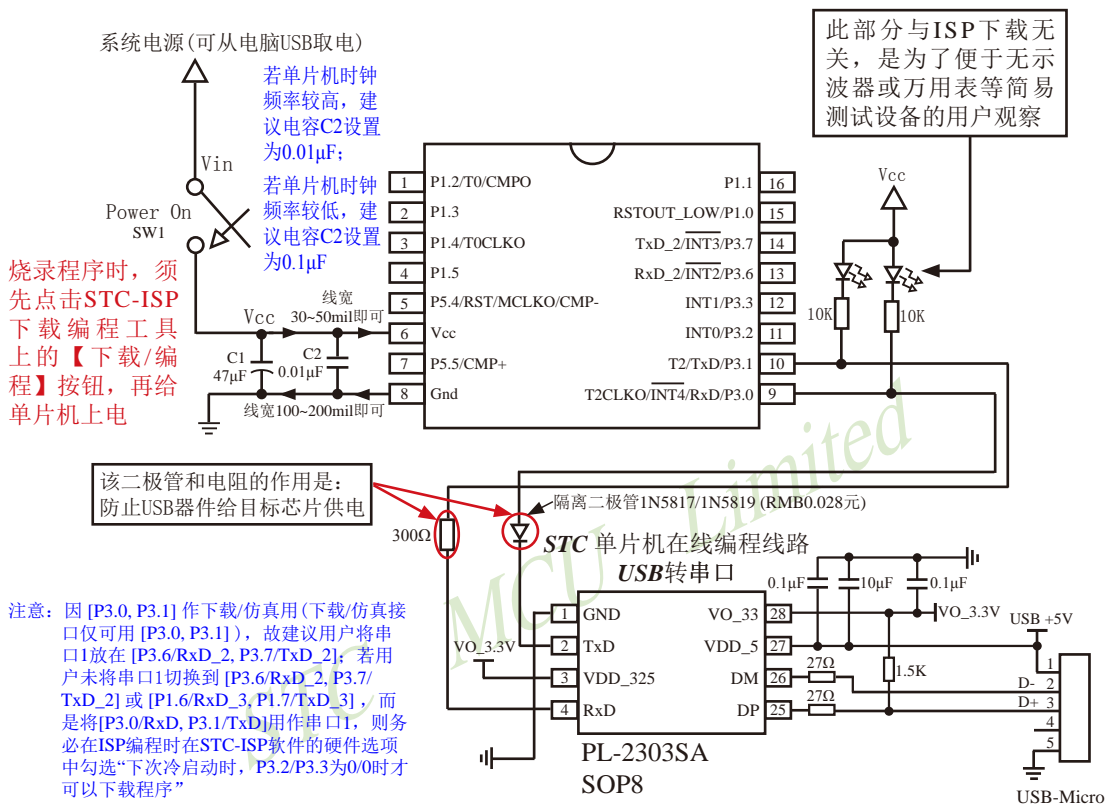 系统电源(可从电脑USB取电)
若单片机时钟
频率较高，建
议电容C2设置
为0.01μF；
若单片机时钟
频率较低，建
议电容C2设置
为0.1μF
Vin
Power On
SW1
烧录程序时，须
先点击STC-ISP
下载编程工具
上的【下载/编
程】按钮，再给
单片机上电
Vcc
线宽
30~50mil即可
C1
47μF
C2
0.01μF
线宽100~200mil即可
1 P1.2/T0/CMPO
2 P1.3
3 P1.4/T0CLKO
4 P1.5
5 P5.4/RST/MCLKO/CMP-
6 Vcc
7 P5.5/CMP+
8 Gnd
P1.1 16
RSTOUT_LOW/P1.0 15
TxD_2/INT3/P3.7 14
RxD_2/INT2/P3.6 13
INT1/P3.3 12
INT0/P3.2 11
T2/TxD/P3.1 10
T2CLKO/INT4/RxD/P3.0 9
此部分与ISP下载无
关，是为了便于无示
波器或万用表等简易
测试设备的用户观察
Vcc
10K
10K
该二极管和电阻的作用是：
防止USB器件给目标芯片供电
300Ω
隔离二极管1N5817/1N5819 (RMB0.028元)
STC 单片机在线编程线路
USB转串口
1 GND
2 TxD
3 VDD_325
4 RxD
VO_33 28
VDD_5 27
DM 26
DP 25
VO_3.3V
PL-2303SA
SOP8
0.1μF
10μF
0.1μF
VO_3.3V
USB +5V
27Ω
27Ω
1.5K
D-
D+
1
2
3
4
5
USB-Micro
注意：因 [P3.0, P3.1] 作下载/仿真用(下载/仿真接
口仅可用 [P3.0, P3.1] )，故建议用户将串
口1放在 [P3.6/RxD_2, P3.7/TxD_2]；若用
户未将串口1切换到 [P3.6/RxD_2, P3.7/
TxD_2] 或 [P1.6/RxD_3, P1.7/TxD_3]，而
是将[P3.0/RxD, P3.1/TxD]用作串口1，则务
必在ISP编程时在STC-ISP软件的硬件选项
中勾选“下次冷启动时，P3.2/P3.3为0/0时才
可以下载程序”
STC MCU Limited